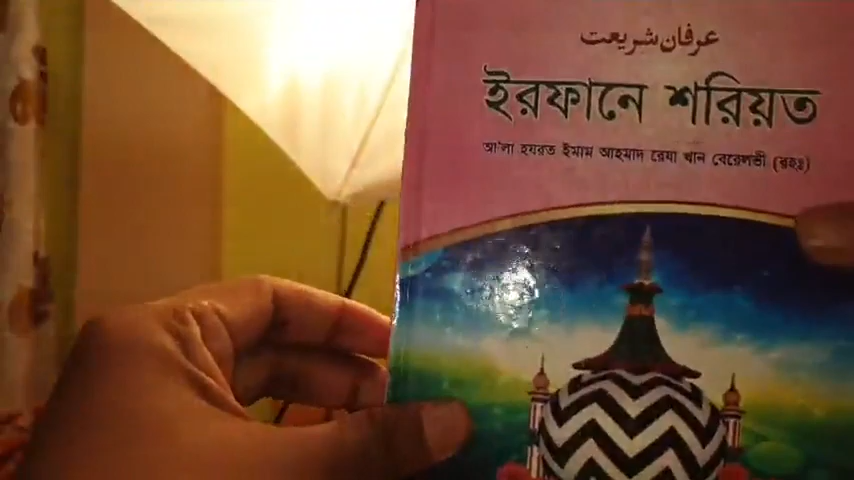 عرفان شریعت
ইরফানে শরিয়ত
আ'লা হযরত ইমাম আহমাদ রেযা খান বেরেলভী (রহঃ)